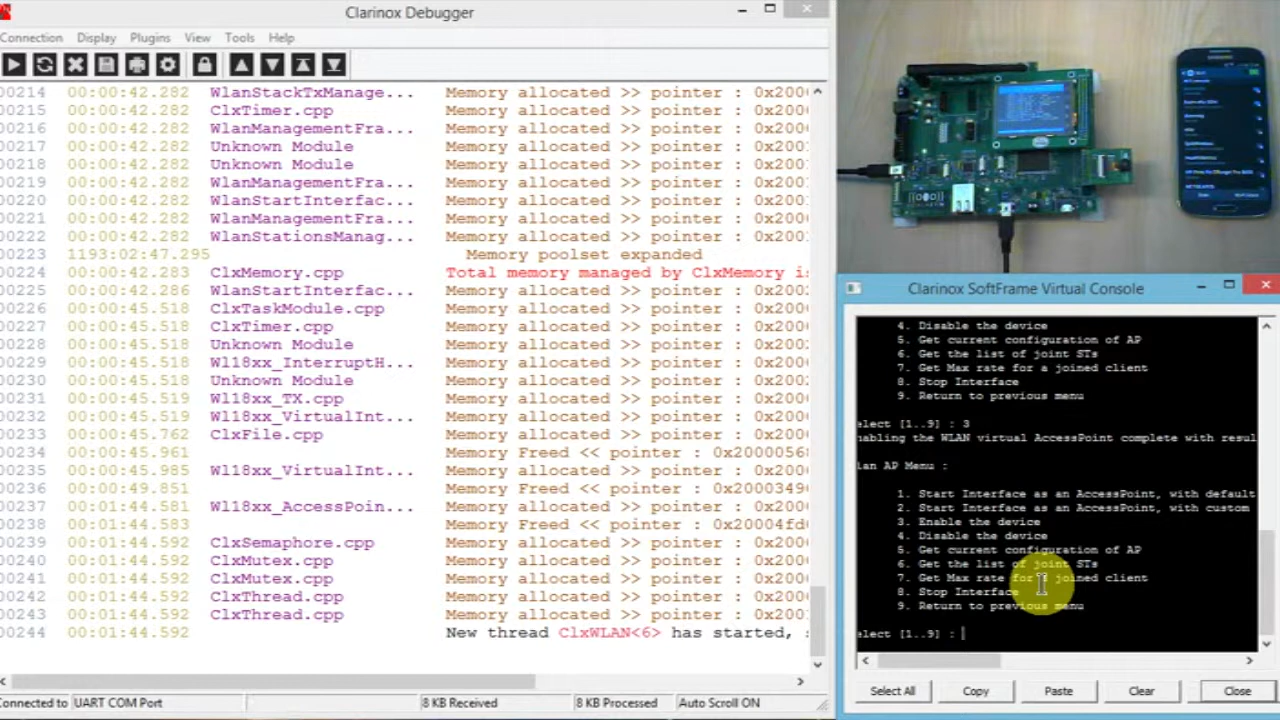 Clarinox Debugger
Connection Display Plugins View Tools Help
00214 00:00:42.282 WlanStackTxManage... Memory allocated >> pointer : 0x200
00215 00:00:42.282 ClxTimer.cpp Memory allocated >> pointer : 0x200
00216 00:00:42.282 WlanManagementFra... Memory allocated >> pointer : 0x200
00217 00:00:42.282 Unknown Module Memory allocated >> pointer : 0x200
00218 00:00:42.282 Unknown Module Memory allocated >> pointer : 0x200
00219 00:00:42.282 WlanManagementFra... Memory allocated >> pointer : 0x200
00220 00:00:42.282 WlanStartInterfac... Memory allocated >> pointer : 0x200
00221 00:00:42.282 WlanManagementFra... Memory allocated >> pointer : 0x200
00222 00:00:42.282 WlanStationsManag... Memory allocated >> pointer : 0x200
00223 1193:02:47.295 Memory poolset expanded
00224 00:00:42.283 ClxMemory.cpp Total memory managed by ClxMemory i
00225 00:00:42.286 WlanStartInterfac... Memory allocated >> pointer : 0x200
00226 00:00:45.518 ClxTaskModule.cpp Memory allocated >> pointer : 0x200
00227 00:00:45.518 ClxTimer.cpp Memory allocated >> pointer : 0x200
00228 00:00:45.518 Unknown Module Memory allocated >> pointer : 0x200
00229 00:00:45.518 Wl18xx_InterruptH... Memory allocated >> pointer : 0x200
00230 00:00:45.518 Unknown Module Memory allocated >> pointer : 0x200
00231 00:00:45.519 Wl18xx_TX.cpp Memory allocated >> pointer : 0x200
00232 00:00:45.519 Wl18xx_VirtualInt... Memory allocated >> pointer : 0x200
00233 00:00:45.762 ClxFile.cpp Memory allocated >> pointer : 0x200
00234 00:00:45.961 Memory Freed << pointer : 0x2000056
00235 00:00:45.965 Wl18xx_VirtualInt... Memory allocated >> pointer : 0x200
00236 00:00:49.851 Memory Freed << pointer : 0x2000349
00237 00:01:44.581 Wl18xx_AccessPoin... Memory allocated >> pointer : 0x200
00238 00:01:44.583 Memory Freed << pointer : 0x20004fd
00239 00:01:44.592 ClxSemaphore.cpp Memory allocated >> pointer : 0x200
00240 00:01:44.592 ClxMutex.cpp Memory allocated >> pointer : 0x200
00241 00:01:44.592 ClxMutex.cpp Memory allocated >> pointer : 0x200
00242 00:01:44.592 ClxThread.cpp Memory allocated >> pointer : 0x200
00243 00:01:44.592 ClxThread.cpp Memory allocated >> pointer : 0x200
00244 00:01:44.592 New thread ClxWLAN<6> has started,
onnected to UART COM Port 8 KB Received 8 KB Processed Auto Scroll ON
Clarinox SoftFrame Virtual Console
4. Disable the device
5. Get current configuration of AP
6. Get the list of joint STs
7. Get Max rate for a joined client
8. Stop Interface
9. Return to previous menu
elect [1..9] : 3
nabling the WLAN virtual AccessPoint complete with resul
lan AP Menu :
1. Start Interface as an AccessPoint, with default
2. Start Interface as an AccessPoint, with custom
3. Enable the device
4. Disable the device
5. Get current configuration of AP
6. Get the list of joint STs
7. Get Max rate for a joined client
8. Stop Interface
9. Return to previous menu
elect [1..9] :
Select All Copy Paste Clear Close